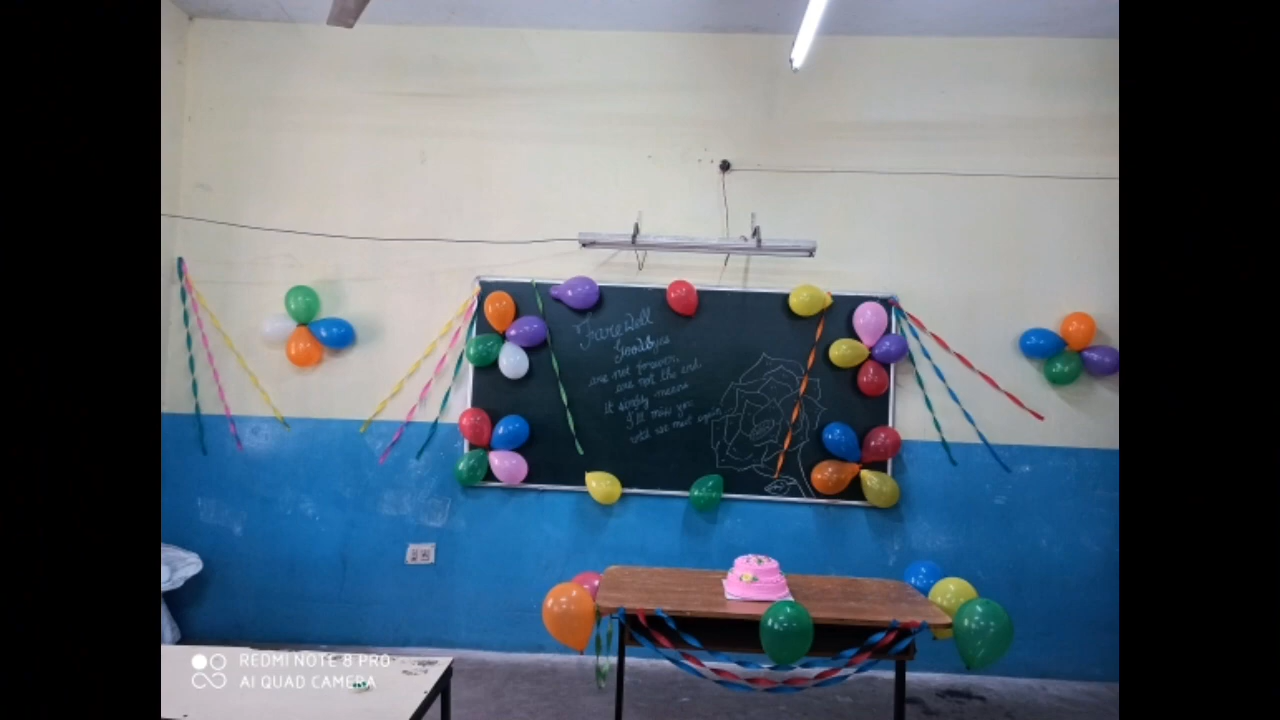 Farewell
Goodbyes
are not forever,
are not the end.
It simply means
I'll miss you
until we meet again
REDMI NOTE 8 PRO
AI QUAD CAMERA